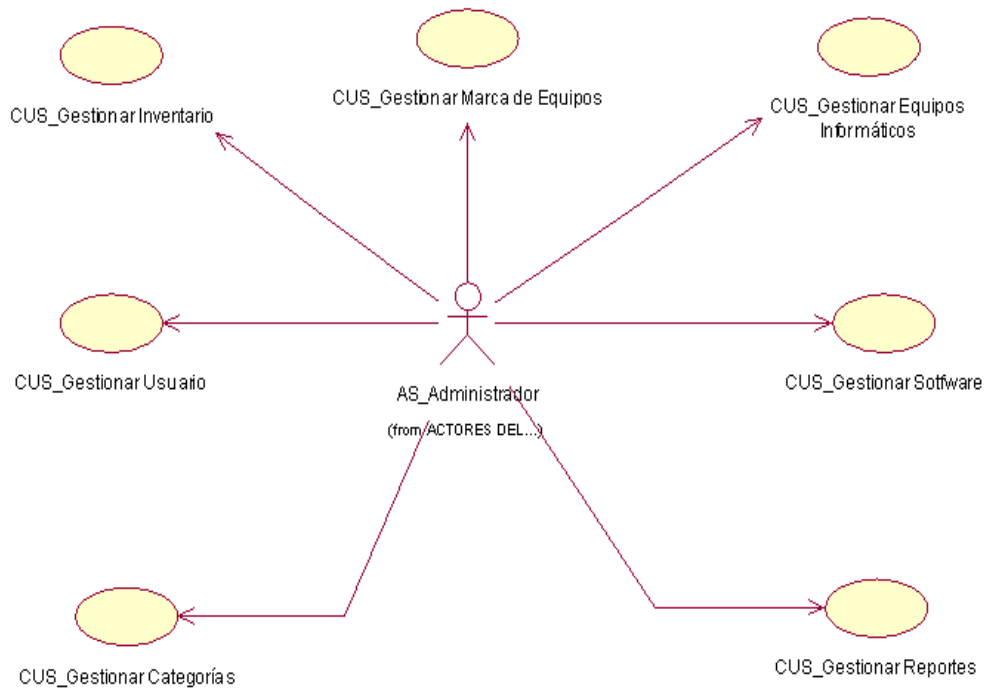 CUS_Gestionar Inventario
CUS_Gestionar Marca de Equipos
CUS_Gestionar Equipos
Informáticos
CUS_Gestionar Usuario
AS_Administrador
(from ACTORES DEL...)
CUS_Gestionar Sotfware
CUS_Gestionar Categorías
CUS_Gestionar Reportes